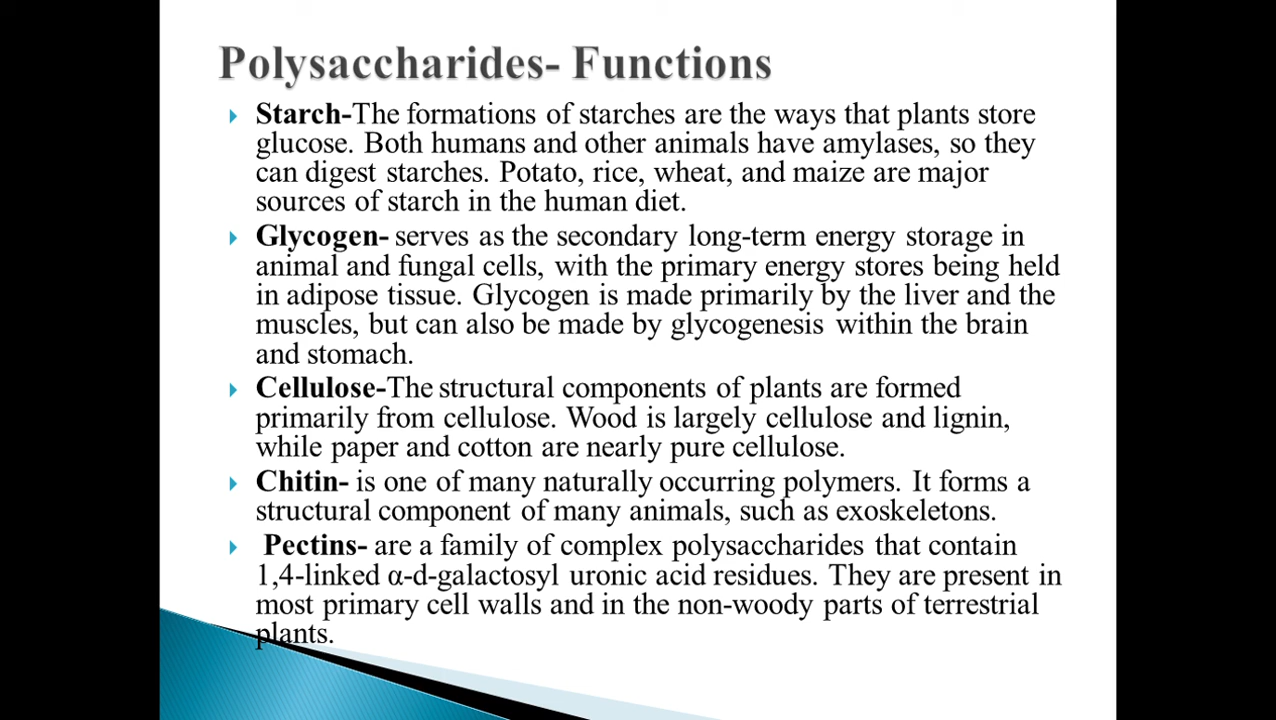 Polysaccharides- Functions
Starch-The formations of starches are the ways that plants store
glucose. Both humans and other animals have amylases, so they
can digest starches. Potato, rice, wheat, and maize are major
sources of starch in the human diet.
Glycogen- serves as the secondary long-term energy storage in
animal and fungal cells, with the primary energy stores being held
in adipose tissue. Glycogen is made primarily by the liver and the
muscles, but can also be made by glycogenesis within the brain
and stomach.
Cellulose-The structural components of plants are formed
primarily from cellulose. Wood is largely cellulose and lignin,
while paper and cotton are nearly pure cellulose.
Chitin- is one of many naturally occurring polymers. It forms a
structural component of many animals, such as exoskeletons.
Pectins- are a family of complex polysaccharides that contain
1,4-linked α-d-galactosyl uronic acid residues. They are present in
most primary cell walls and in the non-woody parts of terrestrial
plants.